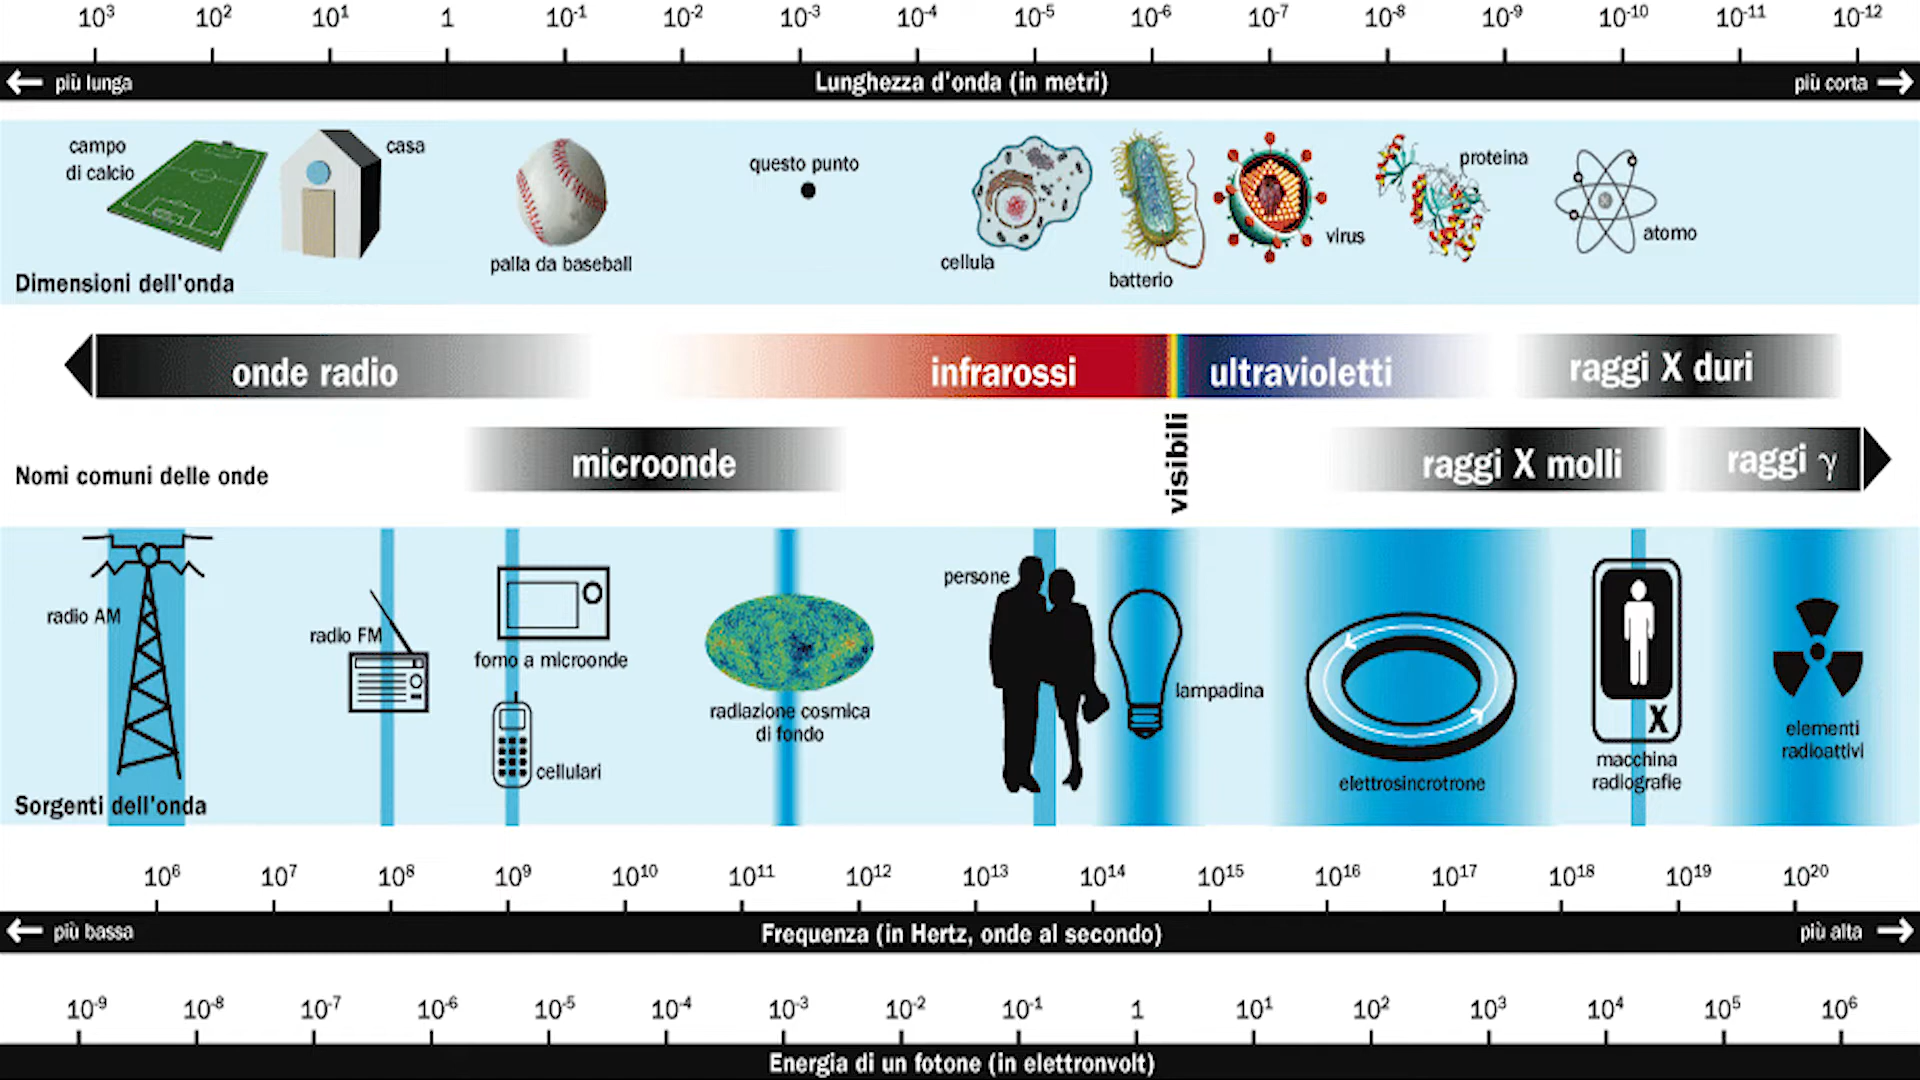 10³ 10² 10¹ 1 10⁻¹ 10⁻² 10⁻³ 10⁻⁴ 10⁻⁵ 10⁻⁶ 10⁻⁷ 10⁻⁸ 10⁻⁹ 10⁻¹⁰ 10⁻¹¹ 10⁻¹²
più lunga Lunghezza d'onda (in metri) più corta
campo
di calcio
casa
palla da baseball
questo punto
cellula
batterio
virus
proteina
atomo
Dimensioni dell'onda
onde radio infrarossi ultravioletti raggi X duri
visibili
Nomi comuni delle onde
microonde raggi X molli raggi γ
radio AM
radio FM
forno a microonde
cellulari
radiazione cosmica
di fondo
persone
lampadina
elettrosincrotrone
X
macchina
radiografie
elementi
radioattivi
Sorgenti dell'onda
10⁶ 10⁷ 10⁸ 10⁹ 10¹⁰ 10¹¹ 10¹² 10¹³ 10¹⁴ 10¹⁵ 10¹⁶ 10¹⁷ 10¹⁸ 10¹⁹ 10²⁰
più bassa Frequenza (in Hertz, onde al secondo) più alta
10⁻⁹ 10⁻⁸ 10⁻⁷ 10⁻⁶ 10⁻⁵ 10⁻⁴ 10⁻³ 10⁻² 10⁻¹ 1 10¹ 10² 10³ 10⁴ 10⁵ 10⁶
Energia di un fotone (in elettronvolt)